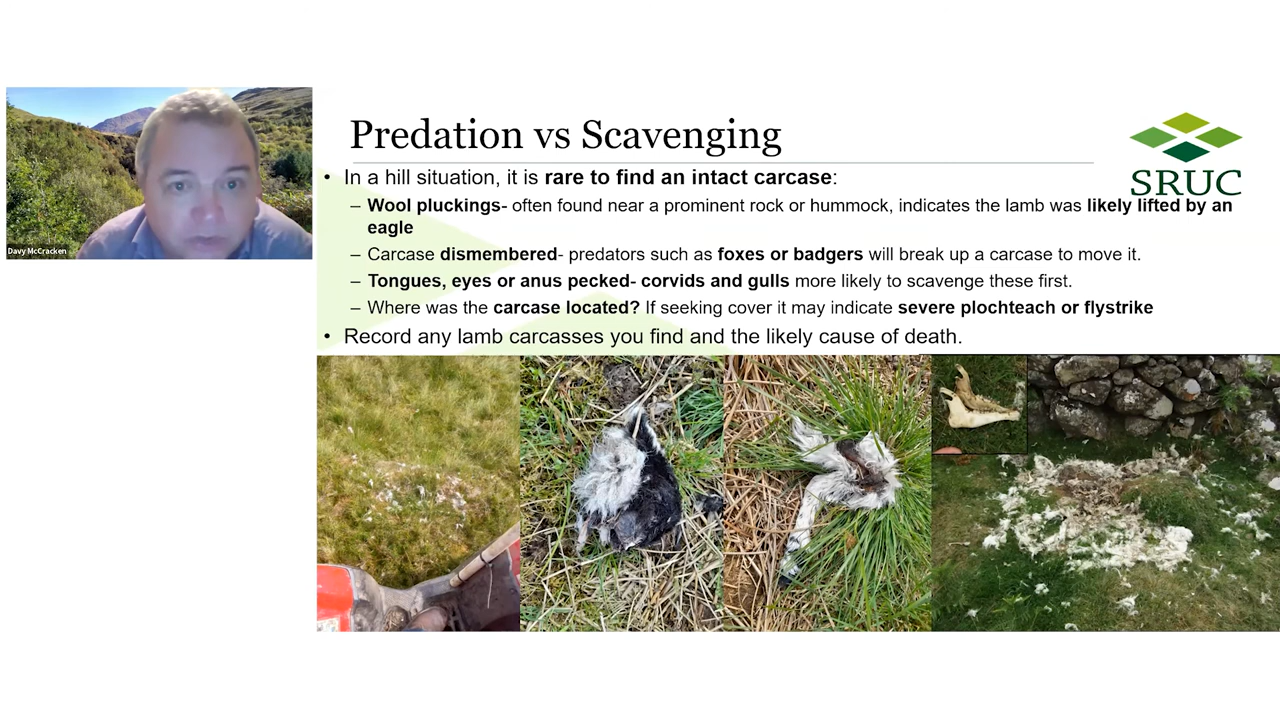 Predation vs Scavenging
SRUC
• In a hill situation, it is rare to find an intact carcase:
– Wool pluckings- often found near a prominent rock or hummock, indicates the lamb was likely lifted by an
eagle
– Carcase dismembered- predators such as foxes or badgers will break up a carcase to move it.
– Tongues, eyes or anus pecked- corvids and gulls more likely to scavenge these first.
– Where was the carcase located? If seeking cover it may indicate severe plochteach or flystrike
• Record any lamb carcasses you find and the likely cause of death.
Davy McCracken